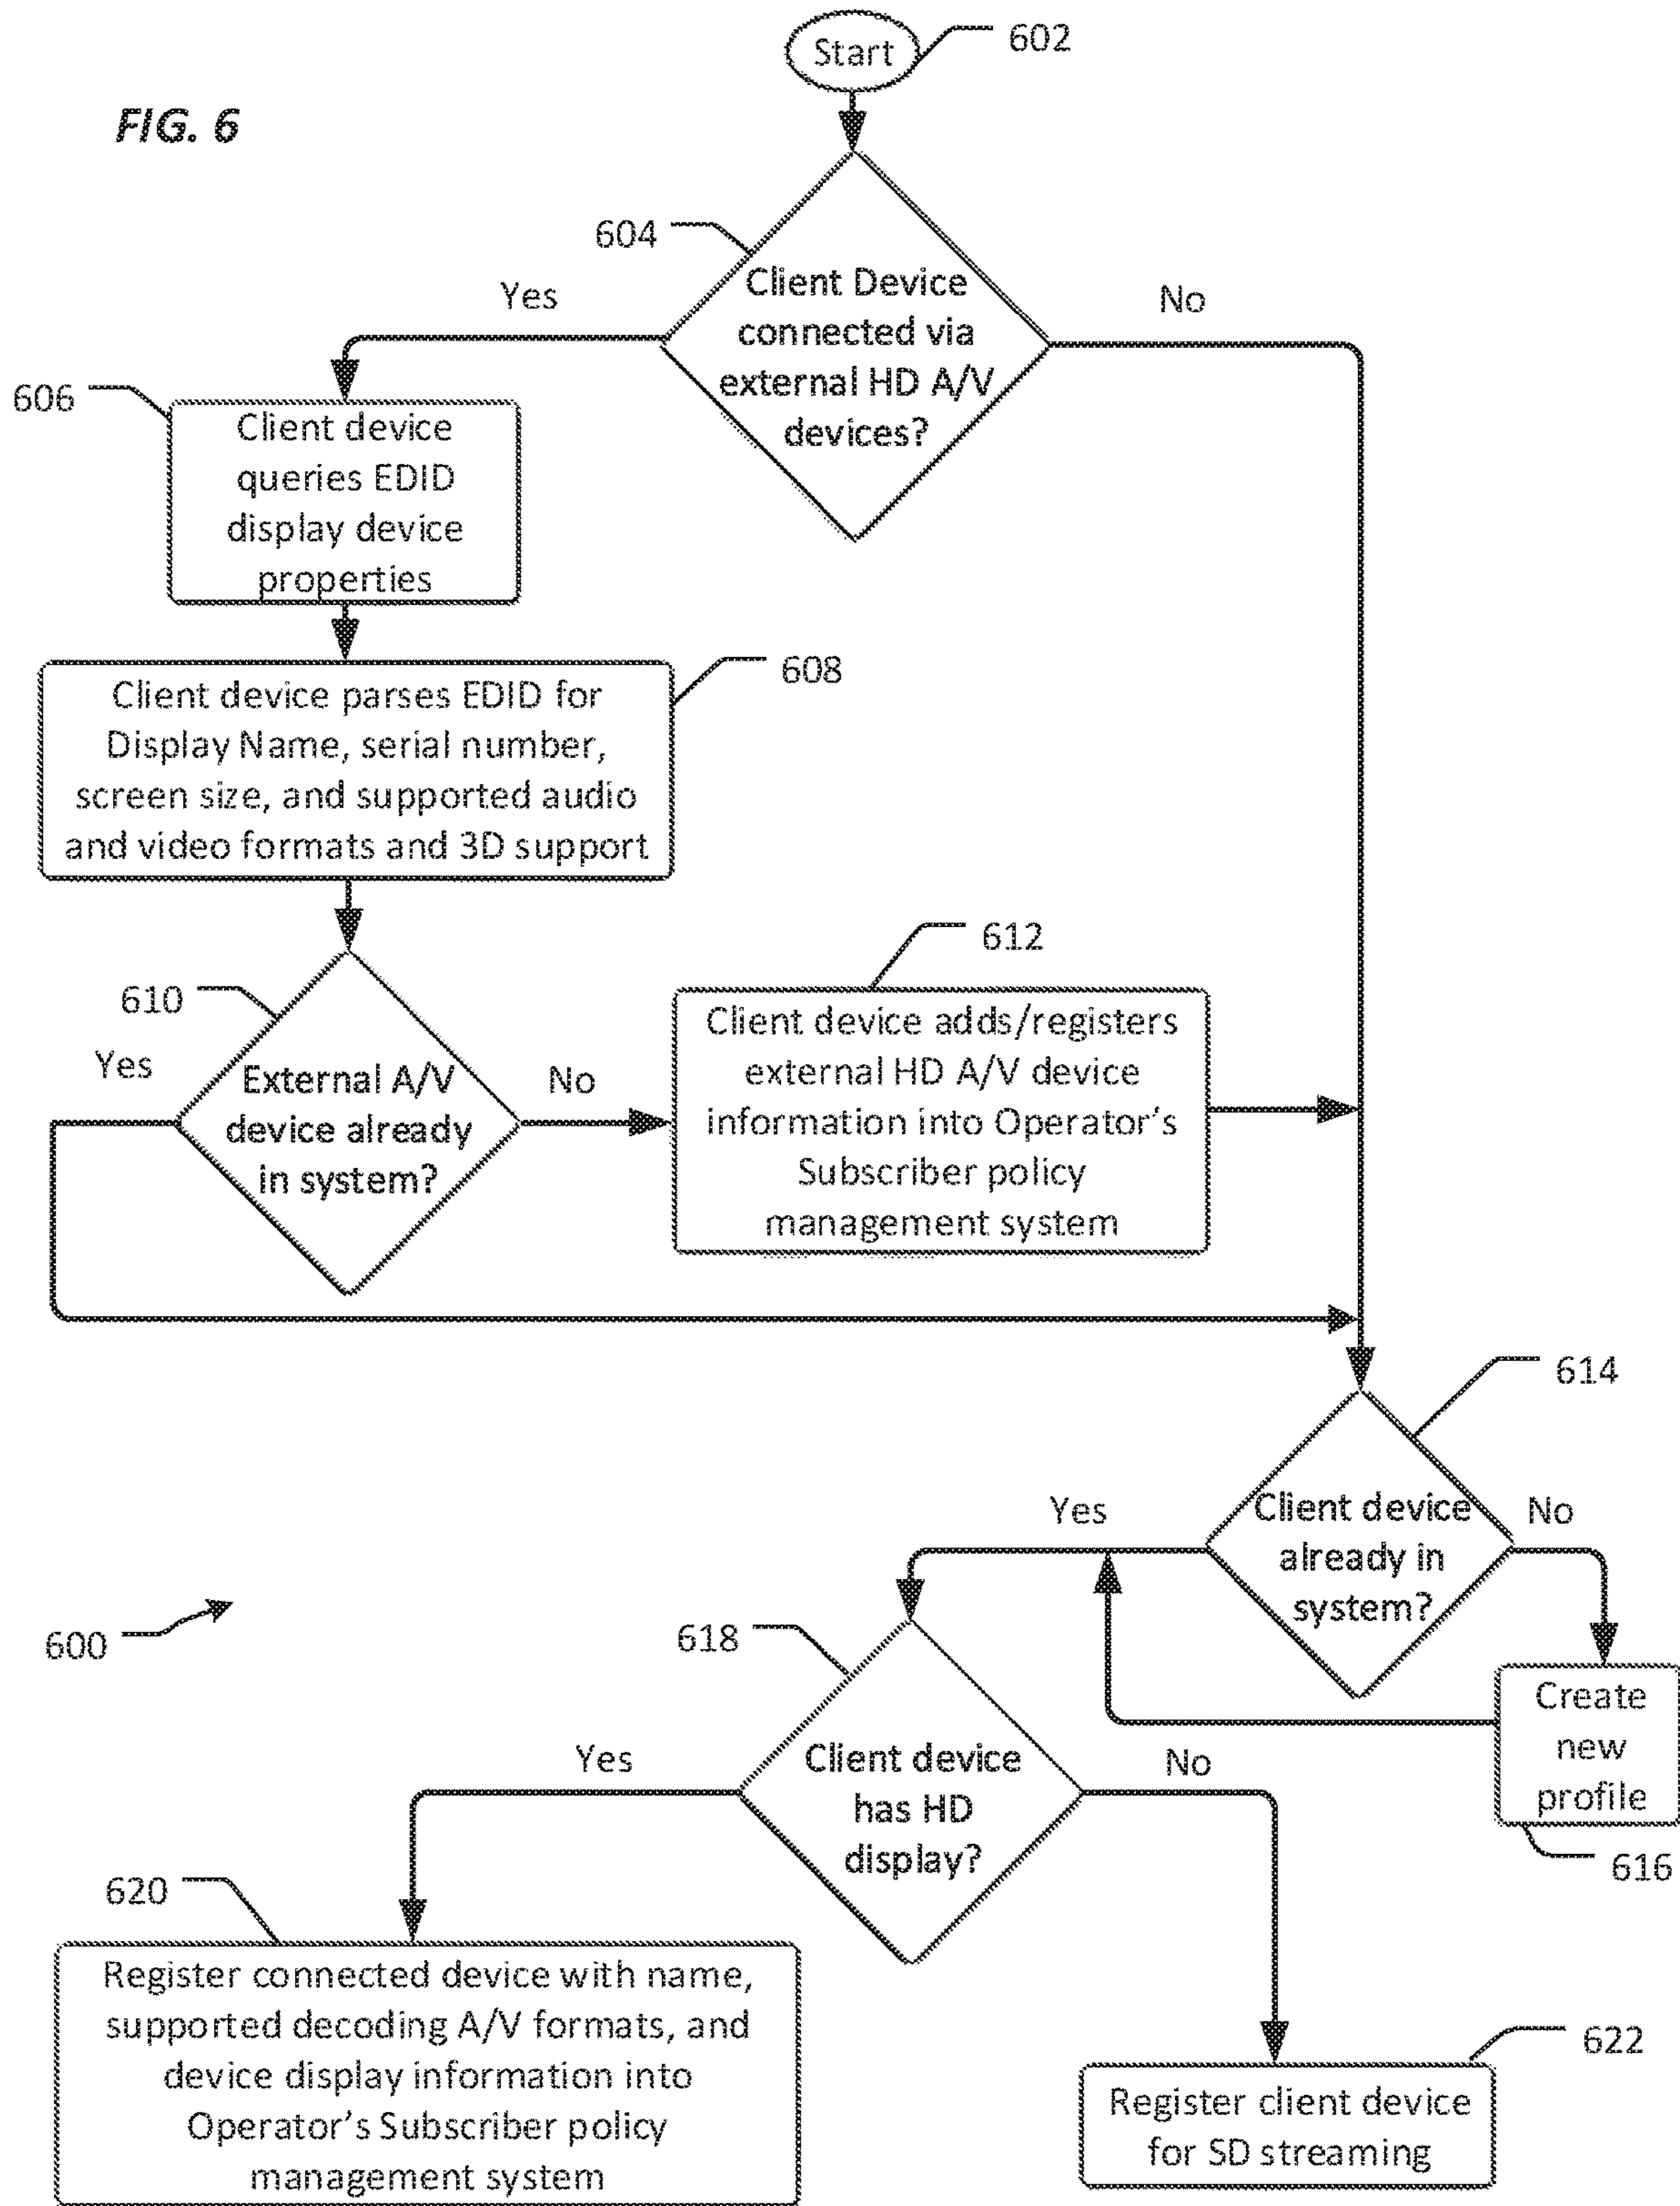 Start
602
FIG. 6
604
Client Device
connected via
external HD A/V
devices?
Yes
No
606
Client device
queries EDID
display device
properties
608
Client device parses EDID for
Display Name, serial number,
screen size, and supported audio
and video formats and 3D support
610
External A/V
device already
in system?
Yes
No
612
Client device adds/registers
external HD A/V device
information into Operator's
Subscriber policy
management system
614
Client device
already in
system?
Yes
No
600
616
Create
new
profile
618
Client device
has HD
display?
Yes
No
620
Register connected device with name,
supported decoding A/V formats, and
device display information into
Operator's Subscriber policy
management system
622
Register client device
for SD streaming